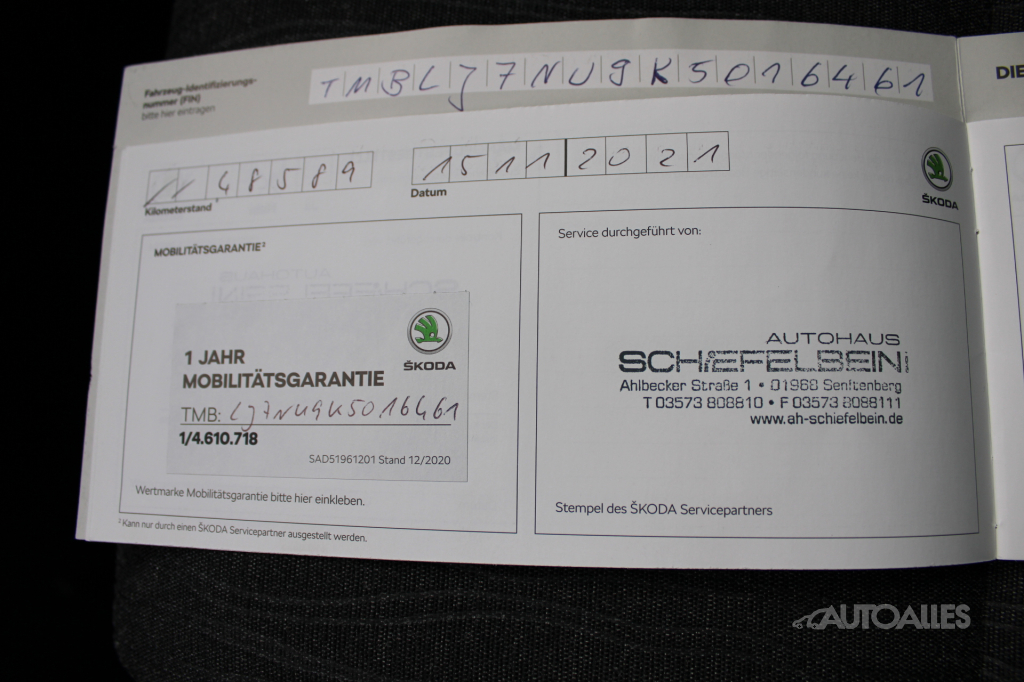 Fahrzeug-Identifizierungs-
nummer (FIN)
bitte hier eintragen
TMBLJ7NU9K5016461
DIE
48589
Kilometerstand
15 11 2021
Datum
ŠKODA
MOBILITÄTSGARANTIE²
ŠKODA
1 JAHR
MOBILITÄTSGARANTIE
TMB: LJ7NU9K5016461
1/4.610.718
SAD51961201 Stand 12/2020
Wertmarke Mobilitätsgarantie bitte hier einkleben.
² Kann nur durch einen ŠKODA Servicepartner ausgestellt werden.
Service durchgeführt von:
AUTOHAUS
SCHIEFELBEIN
Ahlbecker Straße 1 • 01968 Senftenberg
T 03573 808810 • F 03573 8088111
www.ah-schiefelbein.de
Stempel des ŠKODA Servicepartners
AUTOALLES